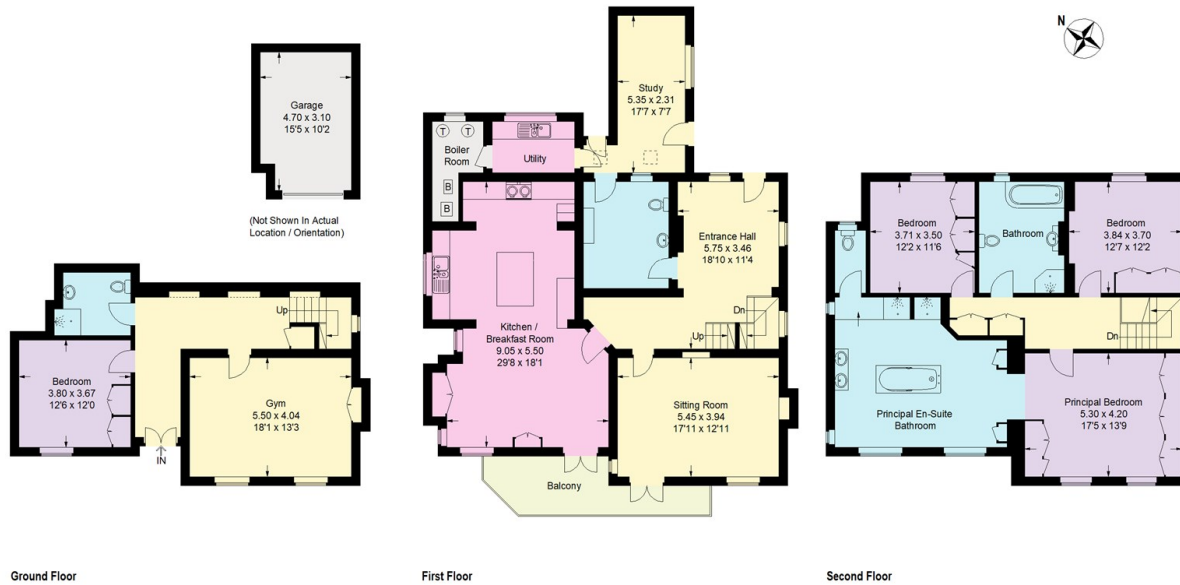 N
Garage
4.70 x 3.10
15'5 x 10'2
(Not Shown In Actual
Location / Orientation)
Up
Bedroom
3.80 x 3.67
12'6 x 12'0
Gym
5.50 x 4.04
18'1 x 13'3
IN
Ground Floor
Study
5.35 x 2.31
17'7 x 7'7
T T
Boiler
Room
B
B
Utility
Entrance Hall
5.75 x 3.46
18'10 x 11'4
Kitchen /
Breakfast Room
9.05 x 5.50
29'8 x 18'1
Dn
Up
Sitting Room
5.45 x 3.94
17'11 x 12'11
Balcony
First Floor
Bedroom
3.71 x 3.50
12'2 x 11'6
Bathroom
Bedroom
3.84 x 3.70
12'7 x 12'2
Dn
Principal En-Suite
Bathroom
Principal Bedroom
5.30 x 4.20
17'5 x 13'9
Second Floor